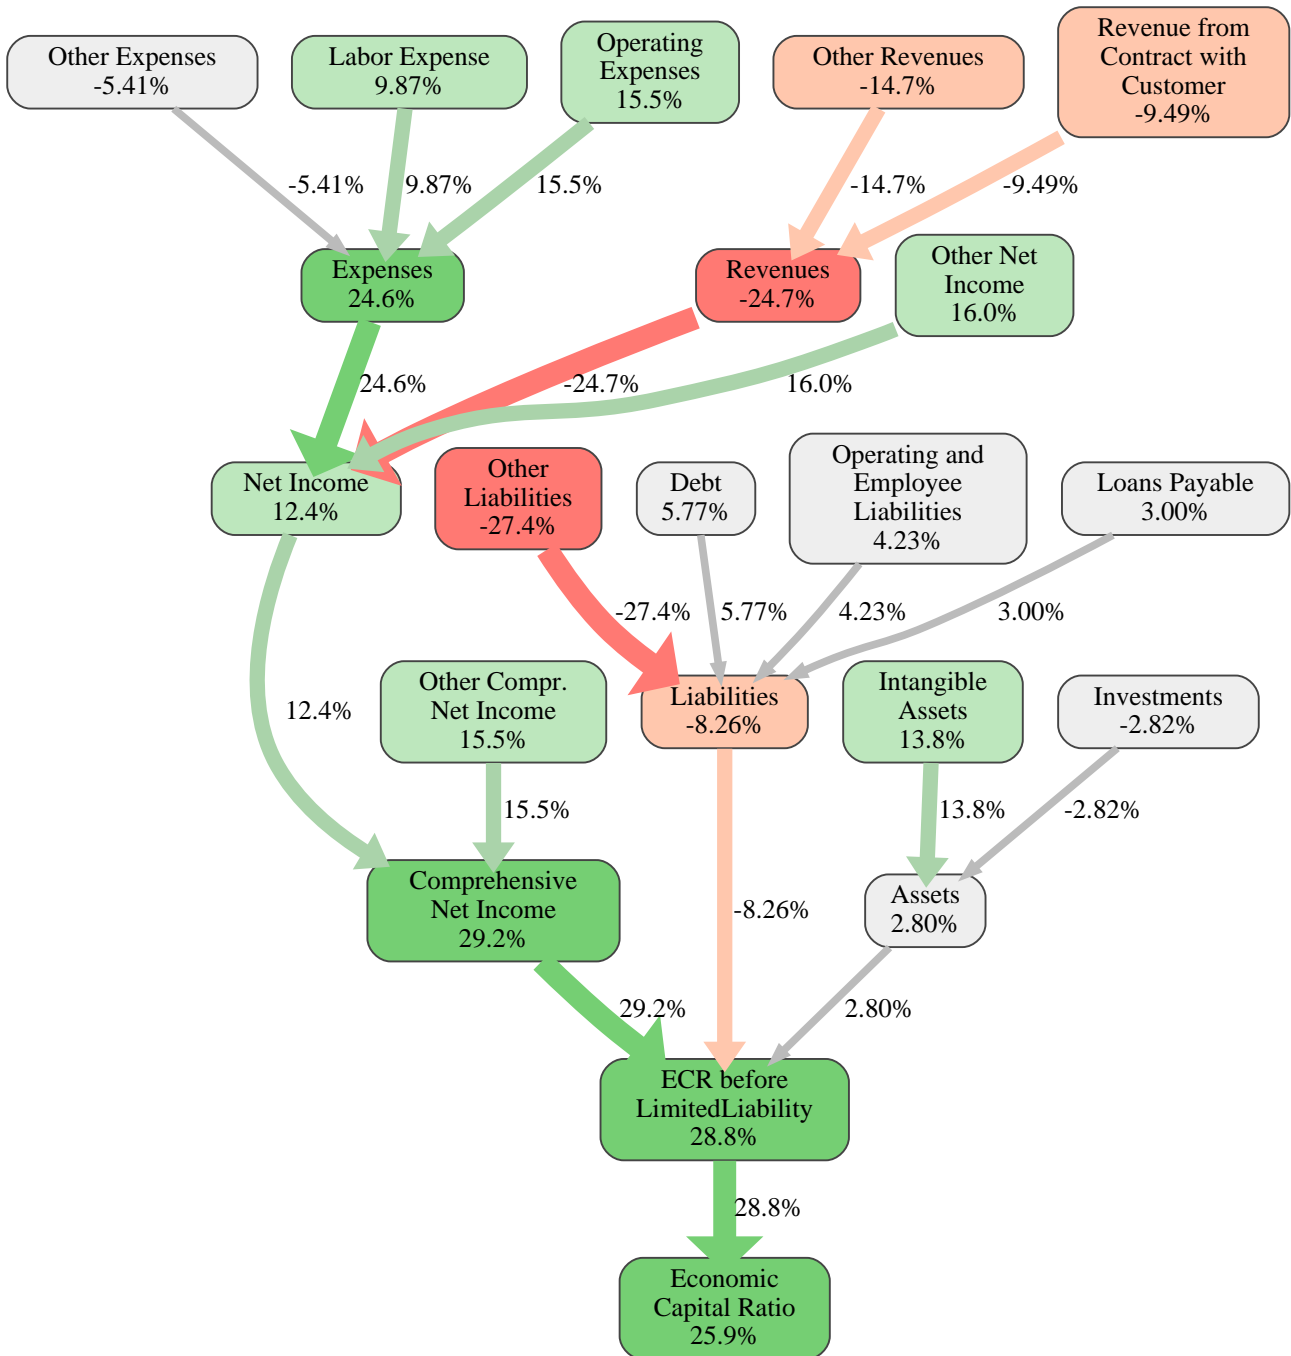 Other Expenses
-5.41%
Labor Expense
9.87%
Operating
Expenses
15.5%
Other Revenues
-14.7%
Revenue from
Contract with
Customer
-9.49%
-5.41%
9.87%
15.5%
-14.7%
-9.49%
Expenses
24.6%
Revenues
-24.7%
Other Net
Income
16.0%
24.6%
-24.7%
16.0%
Net Income
12.4%
Other
Liabilities
-27.4%
Debt
5.77%
Operating and
Employee
Liabilities
4.23%
Loans Payable
3.00%
-27.4%
5.77%
4.23%
3.00%
12.4%
Other Compr.
Net Income
15.5%
Liabilities
-8.26%
Intangible
Assets
13.8%
Investments
-2.82%
15.5%
13.8%
-2.82%
Comprehensive
Net Income
29.2%
-8.26%
Assets
2.80%
29.2%
2.80%
ECR before
LimitedLiability
28.8%
28.8%
Economic
Capital Ratio
25.9%